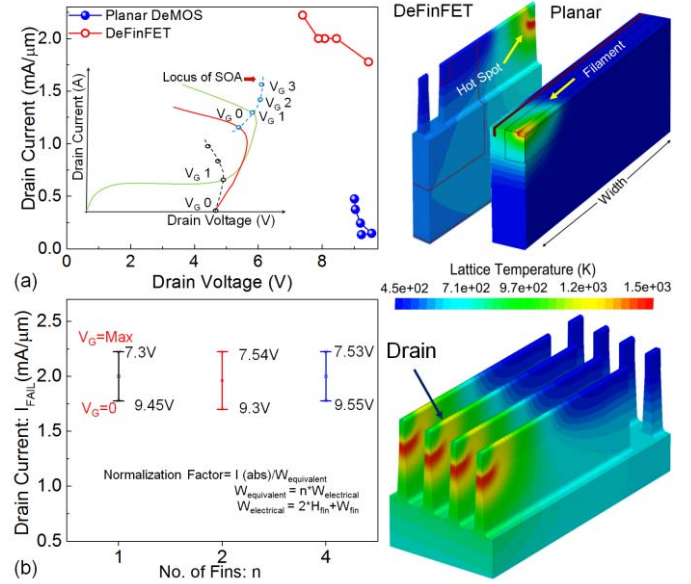 Planar DeMOS
DeFinFET
Locus of SOA
V_G 3
V_G 2
V_G 0
V_G 1
V_G 1
V_G 0
Drain Current (A)
Drain Voltage (V)
Drain Current (mA/μm)
2.0
1.5
1.0
0.5
0.0
0 2 4 6 8
Drain Voltage (V)
(a)
DeFinFET
Planar
Hot Spot
Filament
Width
Lattice Temperature (K)
4.5e+02 7.1e+02 9.7e+02 1.2e+03 1.5e+03
Drain
Drain Current: I_FAIL (mA/μm)
2.5
2.0
1.5
1.0
0.5
V_G=Max
V_G=0
7.3V
9.45V
7.54V
9.3V
7.53V
9.55V
Normalization Factor= I (abs)/W_equivalent
W_equivalent = n*W_electrical
W_electrical = 2*H_fin+W_fin
1 2 4
No. of Fins: n
(b)